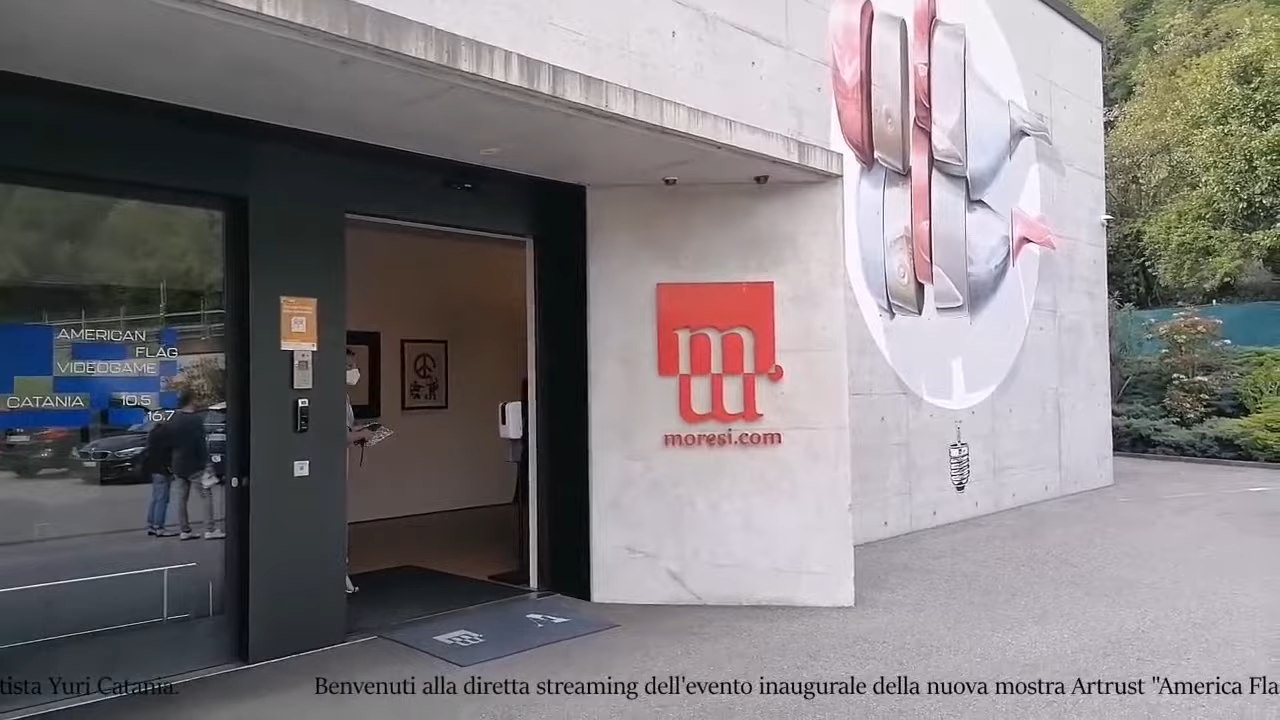 AMERICAN
FLAG
VIDEOGAME
CATANIA 10.5
16.7
m
moresi.com
tista Yuri Catania. Benvenuti alla diretta streaming dell'evento inaugurale della nuova mostra Artrust "America Fla